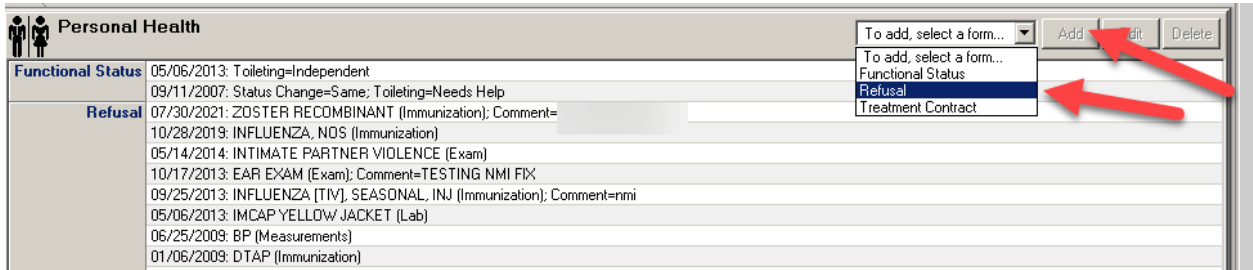 Personal Health
To add, select a form... Add dit Delete
To add, select a form...
Functional Status
Refusal
Treatment Contract
Functional Status 05/06/2013: Toileting=Independent
09/11/2007: Status Change=Same; Toileting=Needs Help
Refusal 07/30/2021: ZOSTER RECOMBINANT (Immunization); Comment=
10/28/2019: INFLUENZA, NOS (Immunization)
05/14/2014: INTIMATE PARTNER VIOLENCE (Exam)
10/17/2013: EAR EXAM (Exam); Comment=TESTING NMI FIX
09/25/2013: INFLUENZA [TIV], SEASONAL, INJ (Immunization); Comment=nmi
05/06/2013: IMCAP YELLOW JACKET (Lab)
06/25/2009: BP (Measurements)
01/06/2009: DTAP (Immunization)